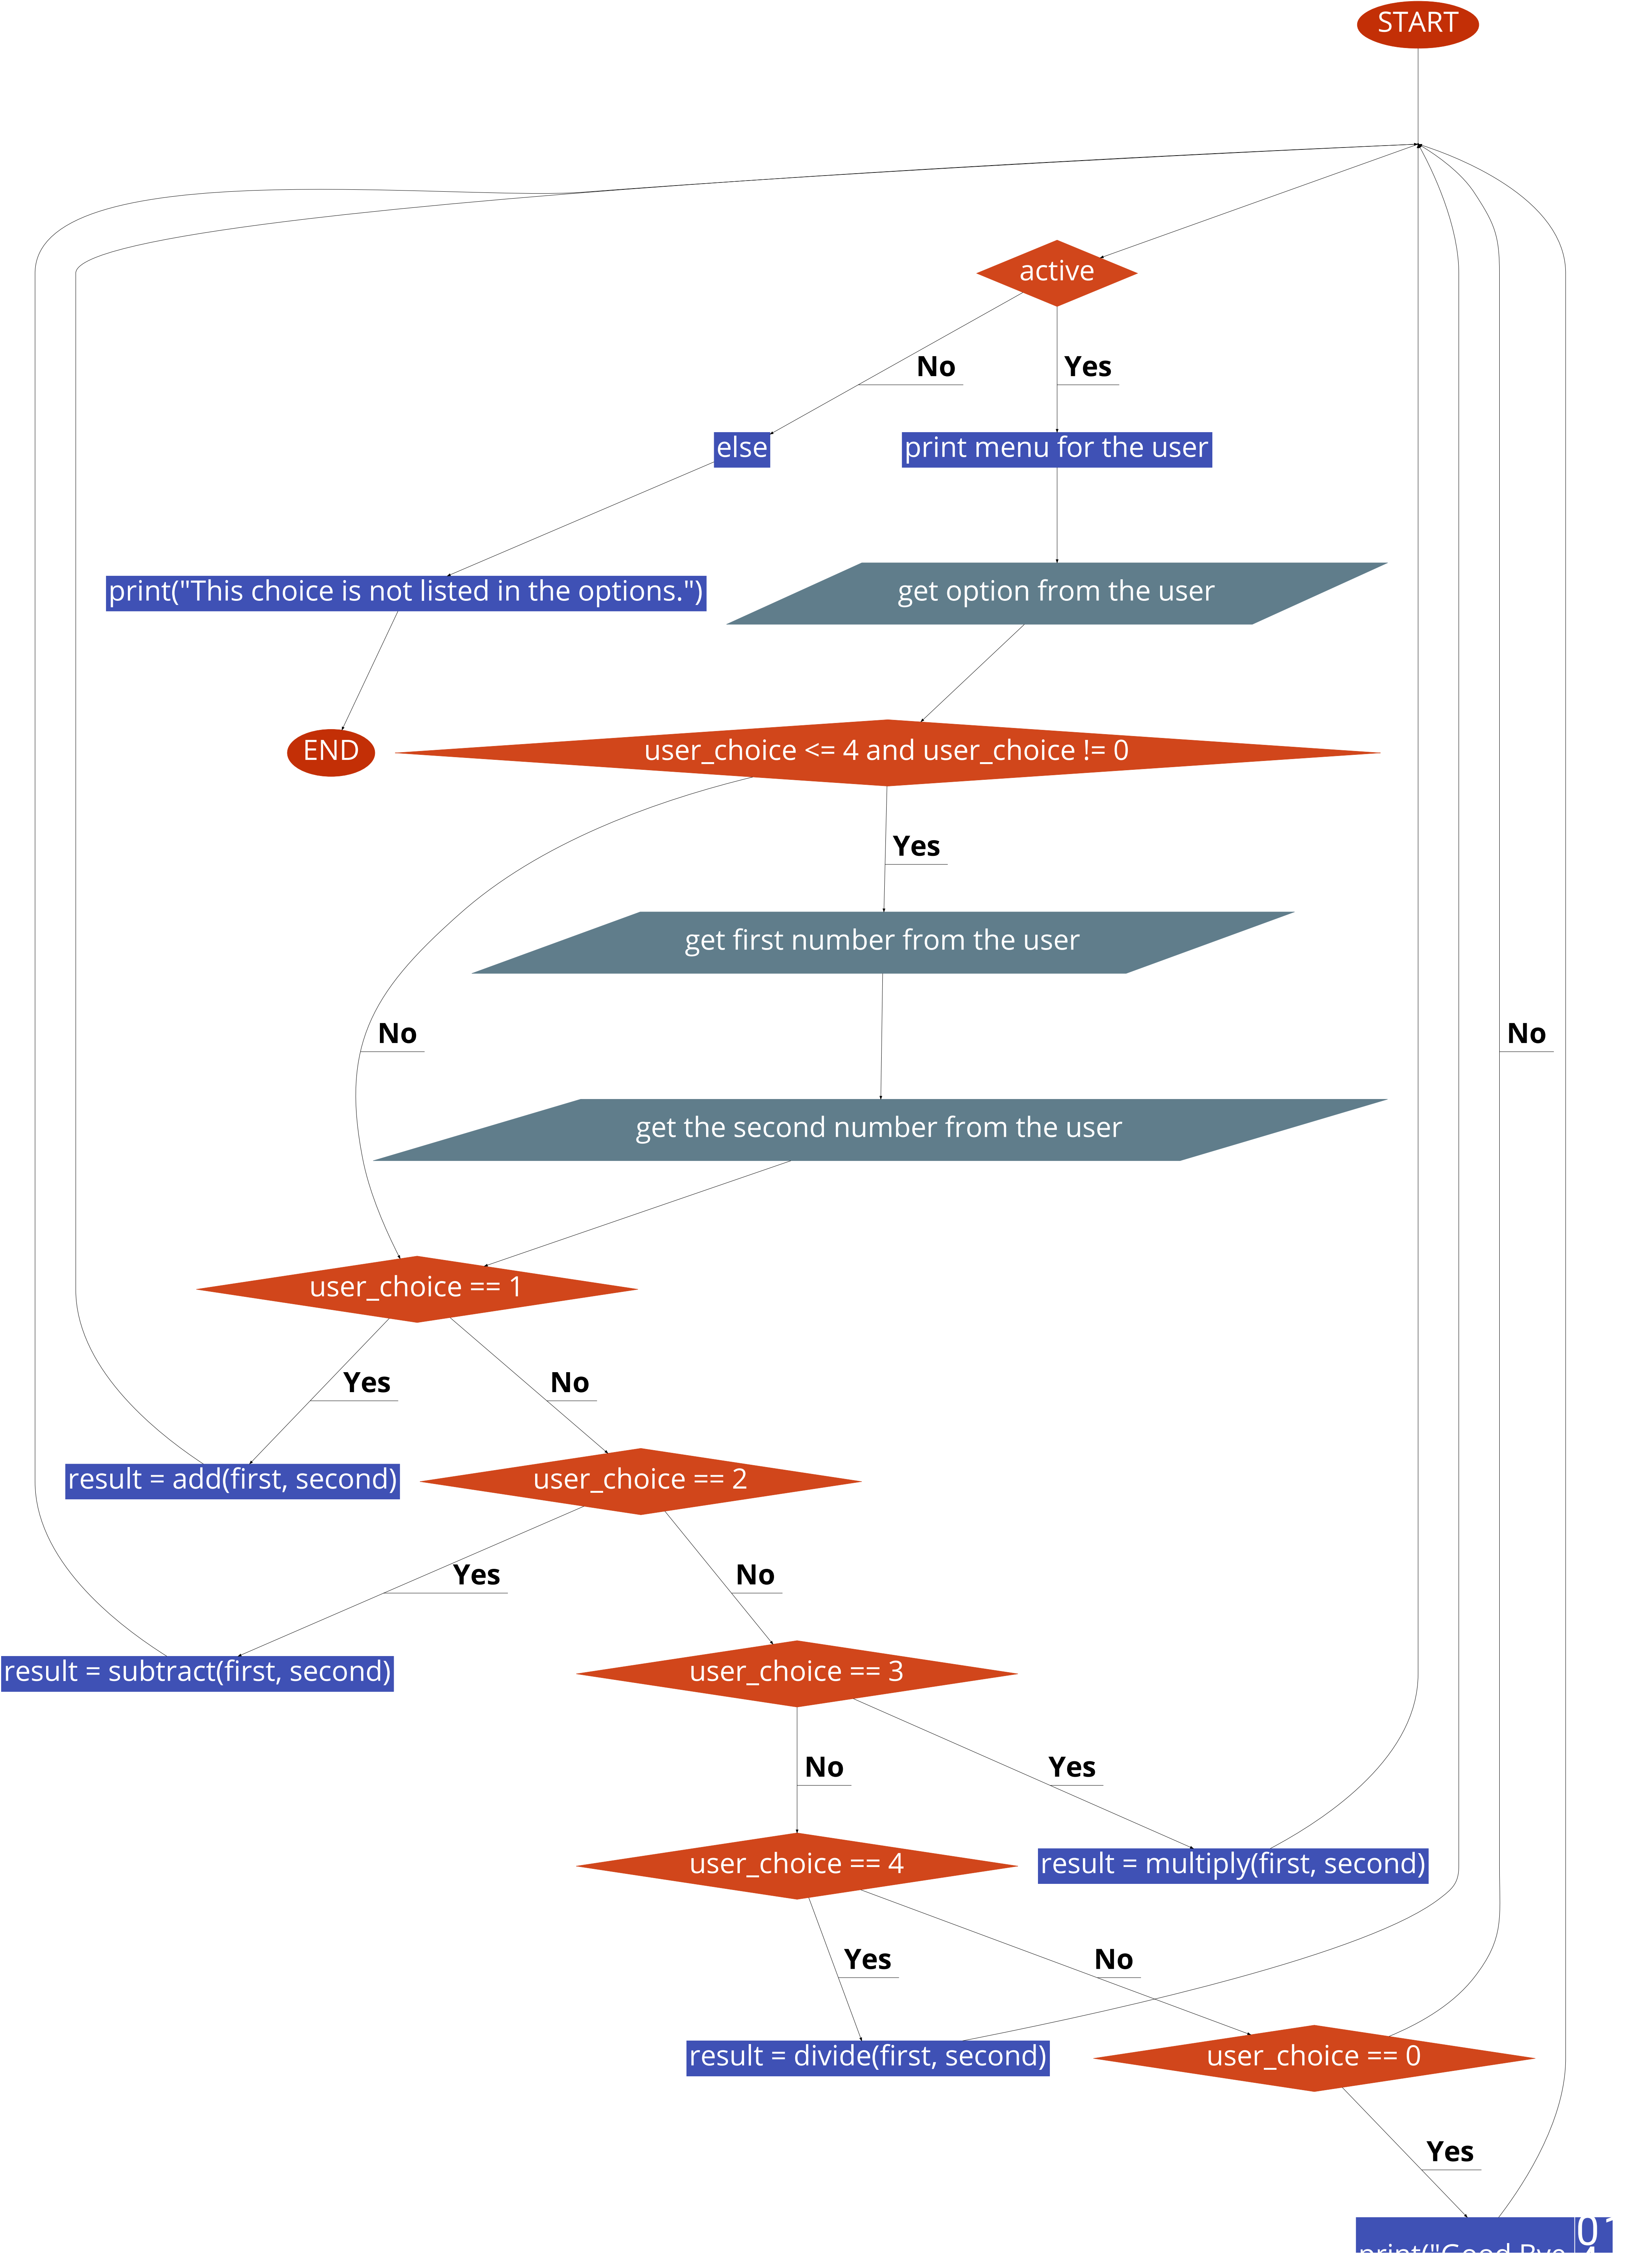 START
active
No
Yes
else
print menu for the user
print("This choice is not listed in the options.")
get option from the user
END
user_choice <= 4 and user_choice != 0
Yes
get first number from the user
No
No
get the second number from the user
user_choice == 1
Yes
No
result = add(first, second)
user_choice == 2
Yes
No
result = subtract(first, second)
user_choice == 3
No
Yes
user_choice == 4
result = multiply(first, second)
Yes
No
result = divide(first, second)
user_choice == 0
Yes
print("Good Bye